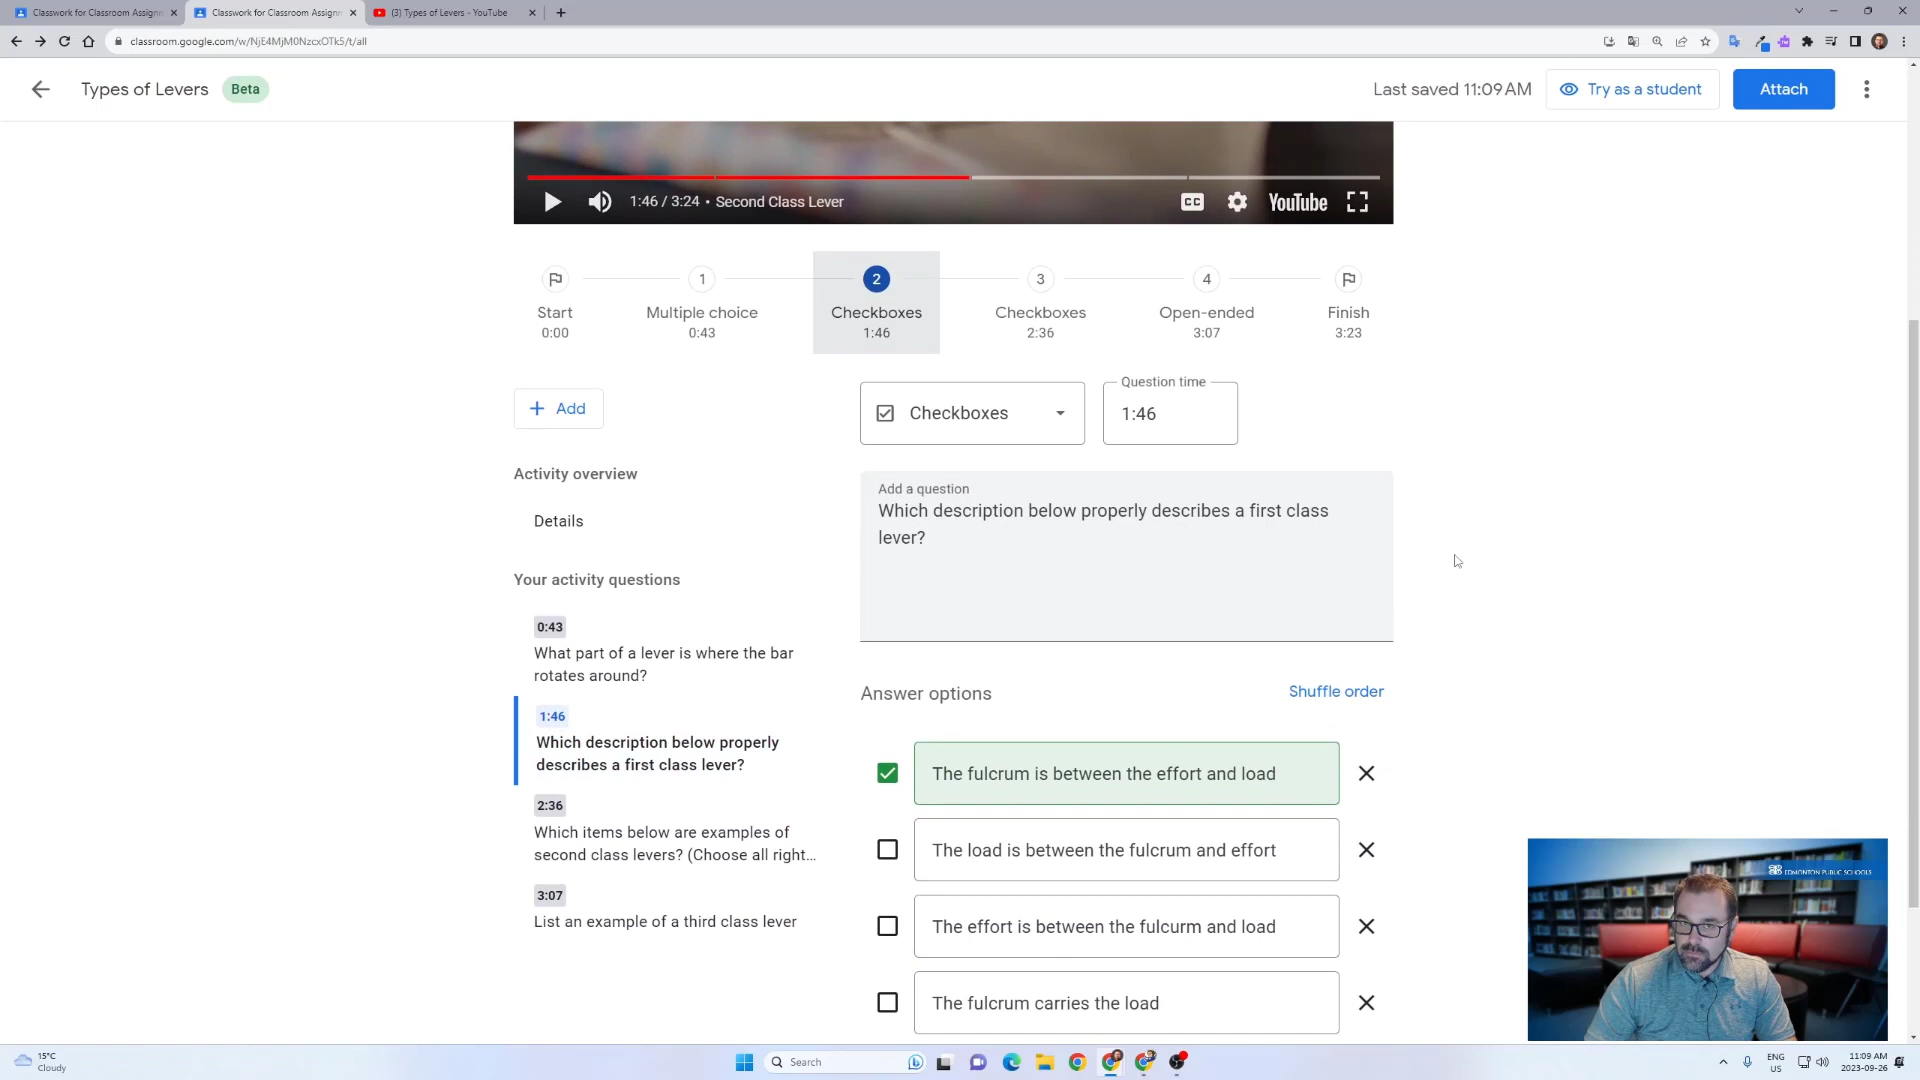 Classwork for Classroom Assignm
Classwork for Classroom Assignm
(3) Types of Levers - YouTube
classroom.google.com/w/NjE4MjM0NzcxOTk5/t/all
Types of Levers
Beta
Last saved 11:09 AM
Try as a student
Attach
1:46 / 3:24 • Second Class Lever
CC
YouTube
1
2
3
4
Start
Multiple choice
Checkboxes
Checkboxes
Open-ended
Finish
0:00
0:43
1:46
2:36
3:07
3:23
Add
Checkboxes
Question time
1:46
Activity overview
Details
Your activity questions
0:43
What part of a lever is where the bar
rotates around?
1:46
Which description below properly
describes a first class lever?
2:36
Which items below are examples of
second class levers? (Choose all right...
3:07
List an example of a third class lever
Add a question
Which description below properly describes a first class
lever?
Answer options
Shuffle order
The fulcrum is between the effort and load
The load is between the fulcrum and effort
The effort is between the fulcurm and load
The fulcrum carries the load
EDMONTON PUBLIC SCHOOLS
15°C
Cloudy
Search
ENG
US
11:09 AM
2023-09-26